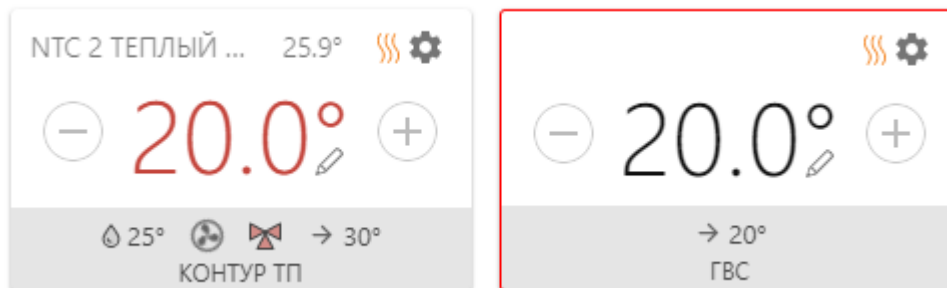 NTC 2 ТЕПЛЫЙ ... 25.9°
20.0°
25° → 30°
КОНТУР ТП
20.0°
→ 20°
ГВС